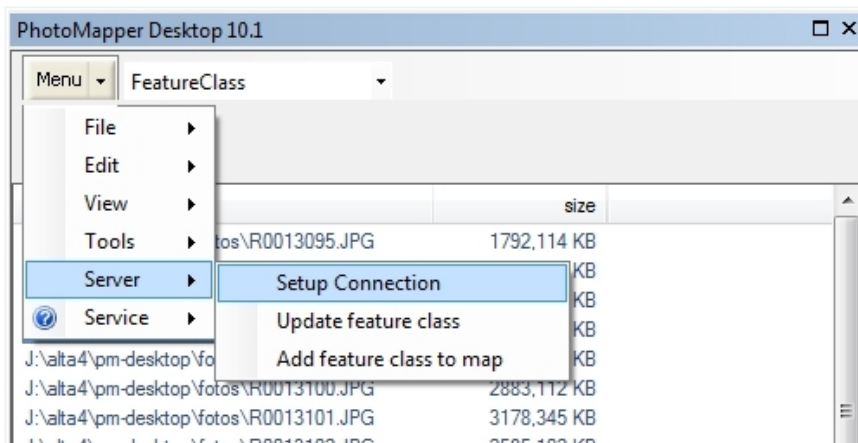 PhotoMapper Desktop 10.1
Menu FeatureClass
File
Edit
View
size
Tools
tos\R0013095.JPG 1792,114 KB
Server
Setup Connection
KB
KB
Service
Update feature class
KB
J:\alta4\pm-desktop\fo
Add feature class to map
KB
J:\alta4\pm-desktop\fotos\R0013100.JPG 2883,112 KB
J:\alta4\pm-desktop\fotos\R0013101.JPG 3178,345 KB